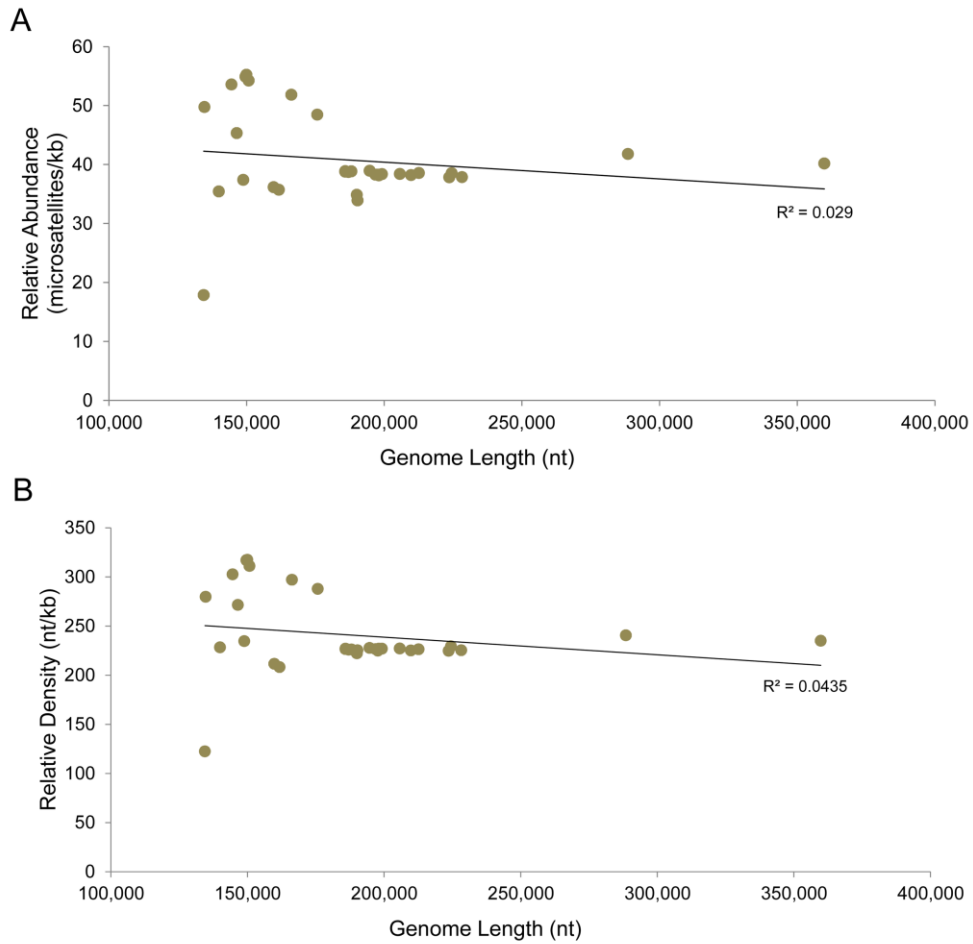 A
60
50
40
30
20
10
0
Relative Abundance
(microsatellites/kb)
R² = 0.029
100,000 150,000 200,000 250,000 300,000 350,000 400,000
Genome Length (nt)
B
350
300
250
200
150
100
50
0
Relative Density (nt/kb)
R² = 0.0435
100,000 150,000 200,000 250,000 300,000 350,000 400,000
Genome Length (nt)